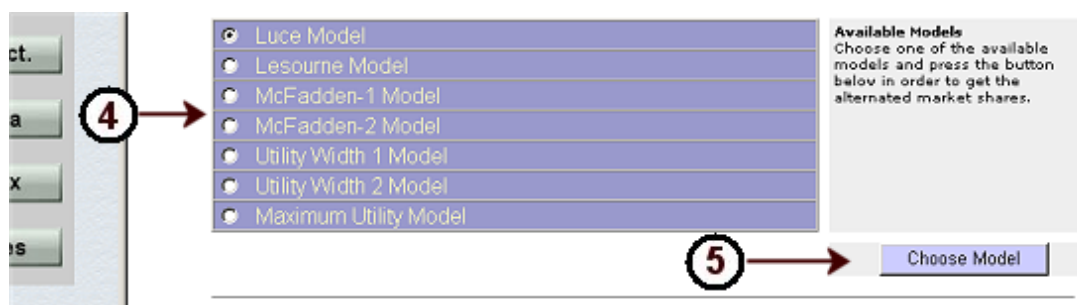 ct.
a
x
es
4
Luce Model
Lesourne Model
McFadden-1 Model
McFadden-2 Model
Utility Width 1 Model
Utility Width 2 Model
Maximum Utility Model
Available Models
Choose one of the available
models and press the button
below in order to get the
alternated market shares.
5
Choose Model